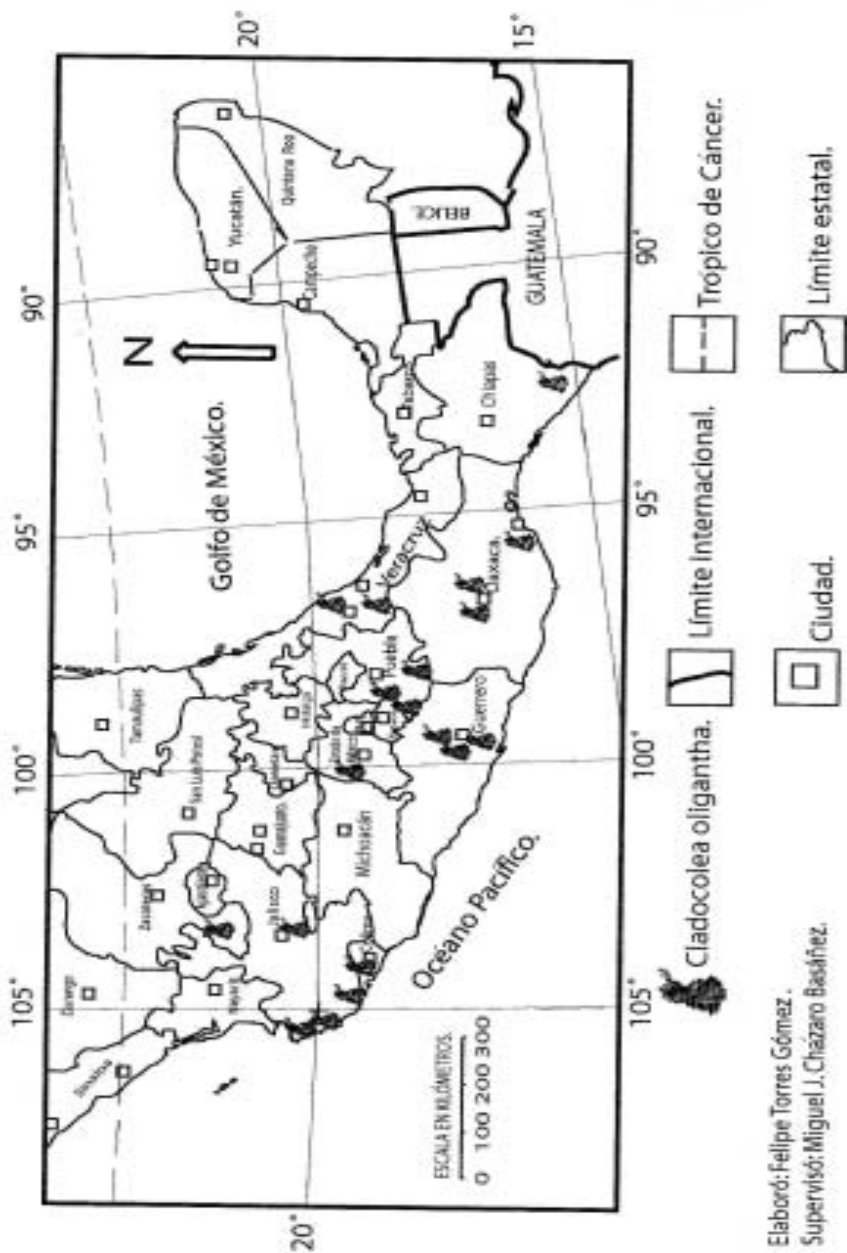 105°
100°
95°
90°
20°
15°
20°
105°
100°
95°
90°
N
Golfo de México.
Océano Pacífico.
Sinaloa
Durango
Zacatecas
San Luis Potosí
Tamaulipas
Nayarit
Jalisco
Guanajuato.
Michoacán
Puebla
Veracruz
Guerrero
Oaxaca.
Chiapas
Campeche
Yucatán.
Quintana Roo
BELICE
GUATEMALA
ESCALA EN KILÓMETROS.
0 100 200 300
Cladocolea oligantha.
Límite Internacional.
Trópico de Cáncer.
Ciudad.
Límite estatal.
Elaboró: Felipe Torres Gómez.
Supervisó: Miguel J. Cházaro Basáñez.